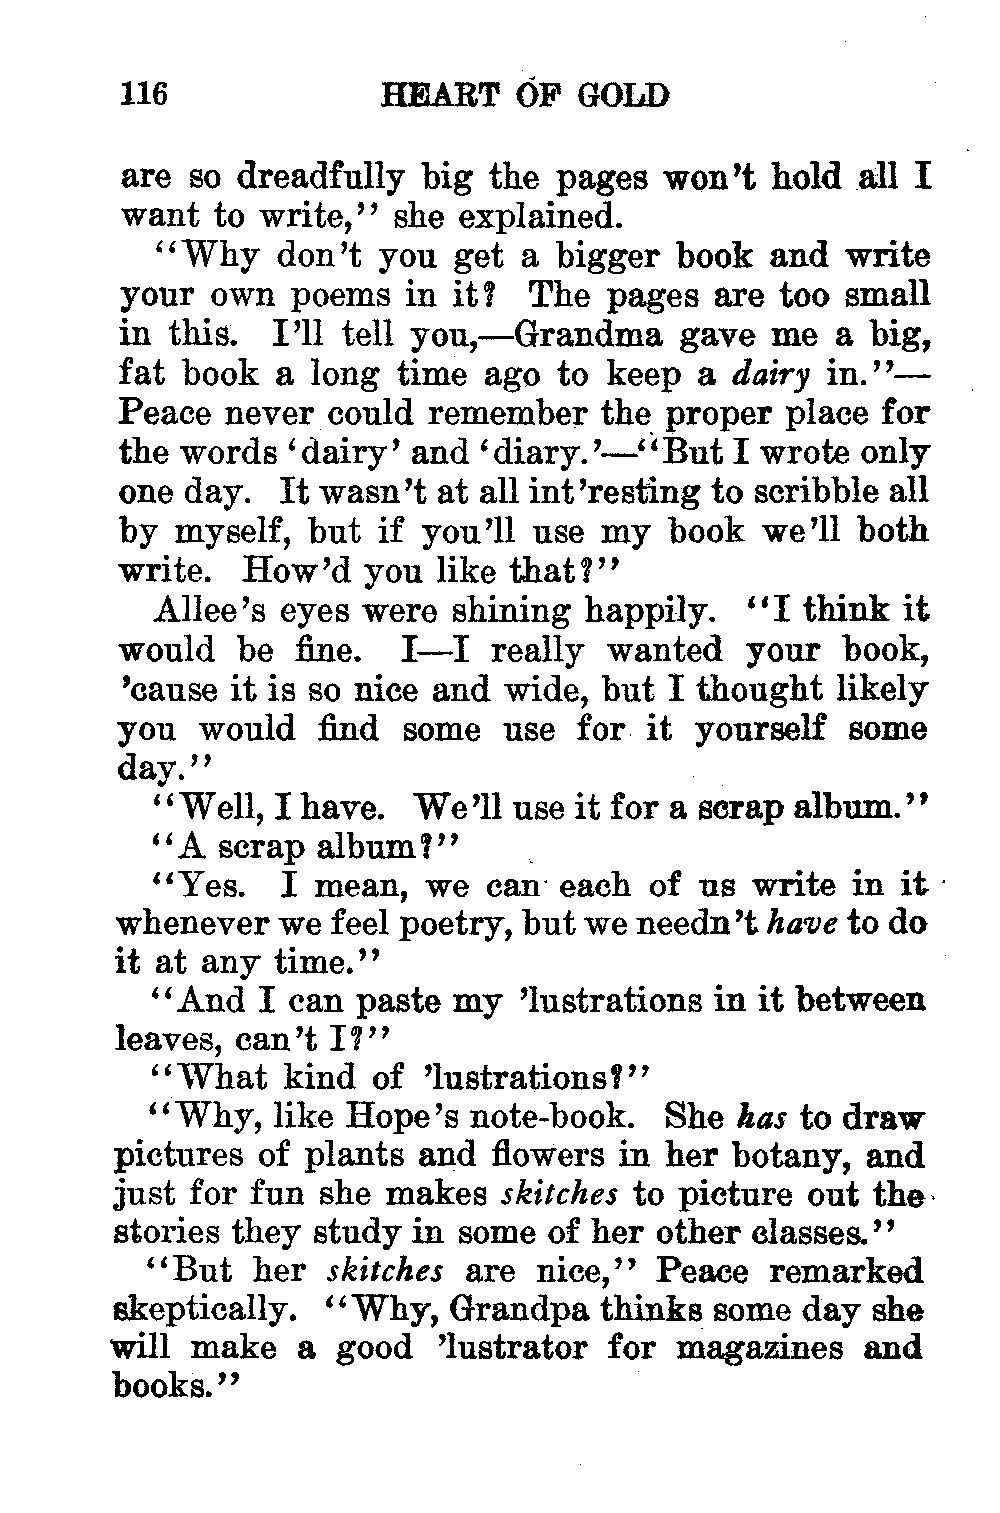 116 HEART OF GOLD
are so dreadfully big the pages won't hold all I
want to write,'' she explained.
‘‘Why don't you get a bigger book and write
your own poems in it? The pages are too small
in this. I'll tell you,—Grandma gave me a big,
fat book a long time ago to keep a dairy in.''—
Peace never could remember the proper place for
the words ‘dairy’ and ‘diary.’—‘‘But I wrote only
one day. It wasn't at all int'resting to scribble all
by myself, but if you'll use my book we'll both
write. How'd you like that?''
Allee's eyes were shining happily. ‘‘I think it
would be fine. I—I really wanted your book,
'cause it is so nice and wide, but I thought likely
you would find some use for it yourself some
day.''
‘‘Well, I have. We'll use it for a scrap album.''
‘‘A scrap album?''
‘‘Yes. I mean, we can each of us write in it
whenever we feel poetry, but we needn't have to do
it at any time.''
‘‘And I can paste my 'lustrations in it between
leaves, can't I?''
‘‘What kind of 'lustrations?''
‘‘Why, like Hope's note-book. She has to draw
pictures of plants and flowers in her botany, and
just for fun she makes skitches to picture out the
stories they study in some of her other classes.''
‘‘But her skitches are nice,'' Peace remarked
skeptically. ‘‘Why, Grandpa thinks some day she
will make a good 'lustrator for magazines and
books.''